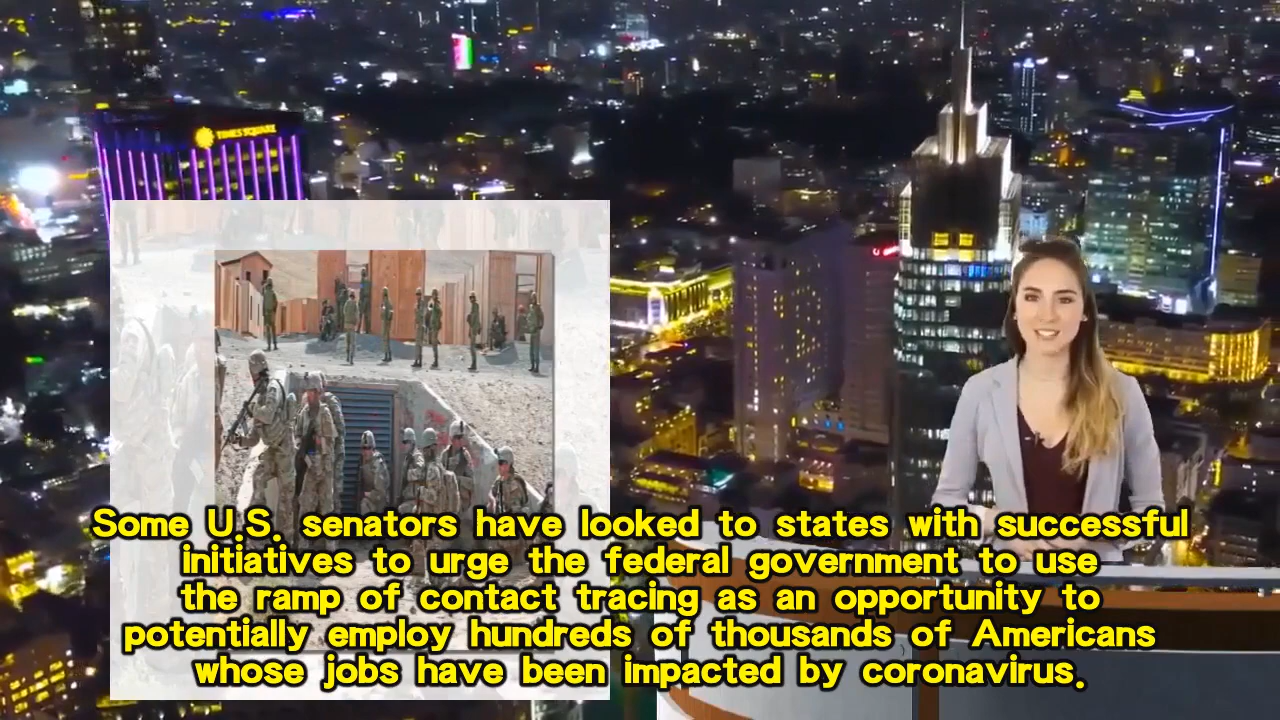 TIMES SQUARE
Some U.S. senators have looked to states with successful
initiatives to urge the federal government to use
the ramp of contact tracing as an opportunity to
potentially employ hundreds of thousands of Americans
whose jobs have been impacted by coronavirus.